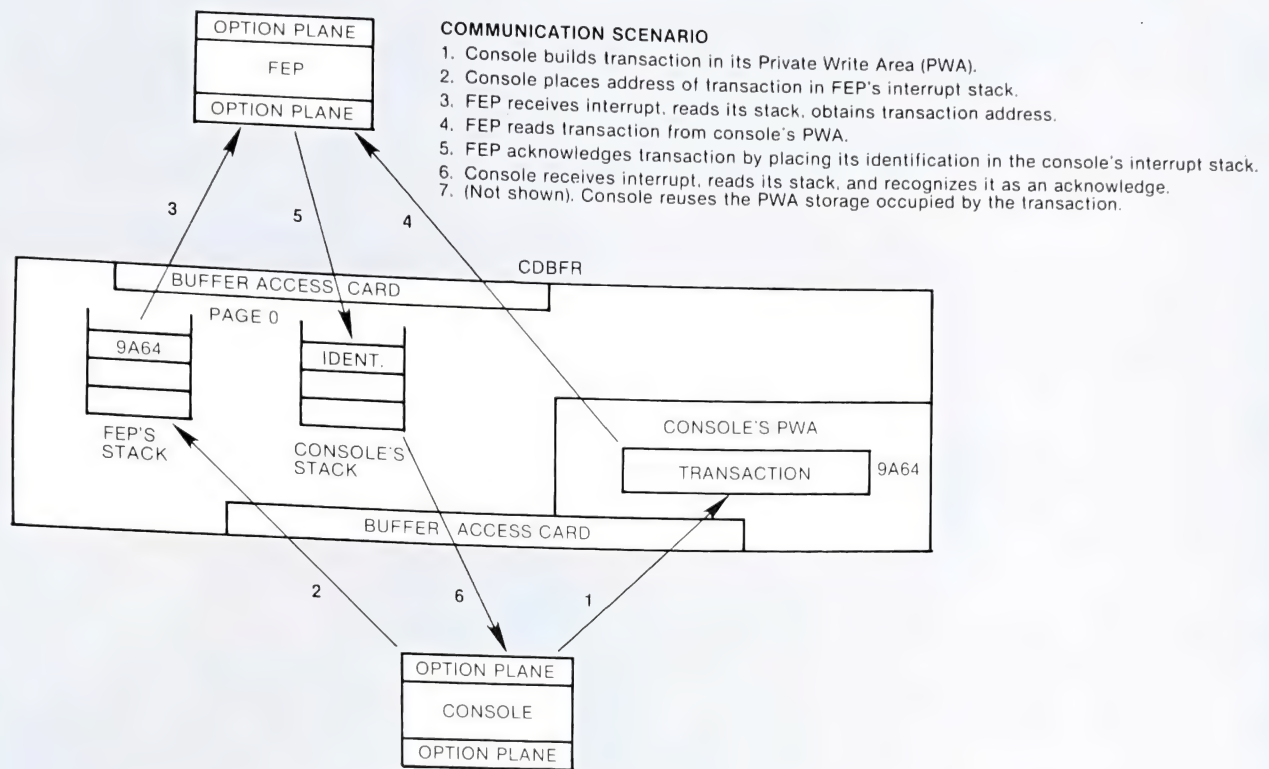 OPTION PLANE
FEP
OPTION PLANE
COMMUNICATION SCENARIO
1. Console builds transaction in its Private Write Area (PWA).
2. Console places address of transaction in FEP's interrupt stack.
3. FEP receives interrupt, reads its stack, obtains transaction address.
4. FEP reads transaction from console's PWA.
5. FEP acknowledges transaction by placing its identification in the console's interrupt stack.
6. Console receives interrupt, reads its stack, and recognizes it as an acknowledge.
7. (Not shown). Console reuses the PWA storage occupied by the transaction.
3
5
4
CDBFR
BUFFER ACCESS CARD
PAGE 0
9A64
IDENT.
FEP'S
STACK
CONSOLE'S
STACK
CONSOLE'S PWA
TRANSACTION
9A64
BUFFER ACCESS CARD
2
6
1
OPTION PLANE
CONSOLE
OPTION PLANE